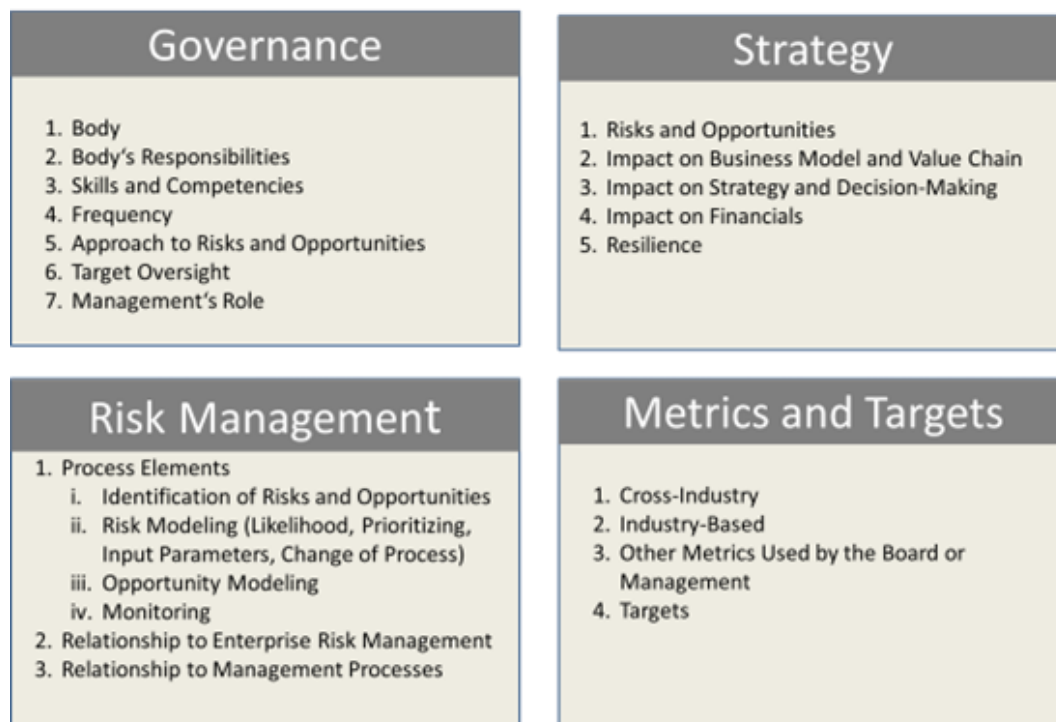 Governance
1. Body
2. Body‘s Responsibilities
3. Skills and Competencies
4. Frequency
5. Approach to Risks and Opportunities
6. Target Oversight
7. Management‘s Role
Strategy
1. Risks and Opportunities
2. Impact on Business Model and Value Chain
3. Impact on Strategy and Decision-Making
4. Impact on Financials
5. Resilience
Risk Management
1. Process Elements
i. Identification of Risks and Opportunities
ii. Risk Modeling (Likelihood, Prioritizing,
Input Parameters, Change of Process)
iii. Opportunity Modeling
iv. Monitoring
2. Relationship to Enterprise Risk Management
3. Relationship to Management Processes
Metrics and Targets
1. Cross-Industry
2. Industry-Based
3. Other Metrics Used by the Board or
Management
4. Targets